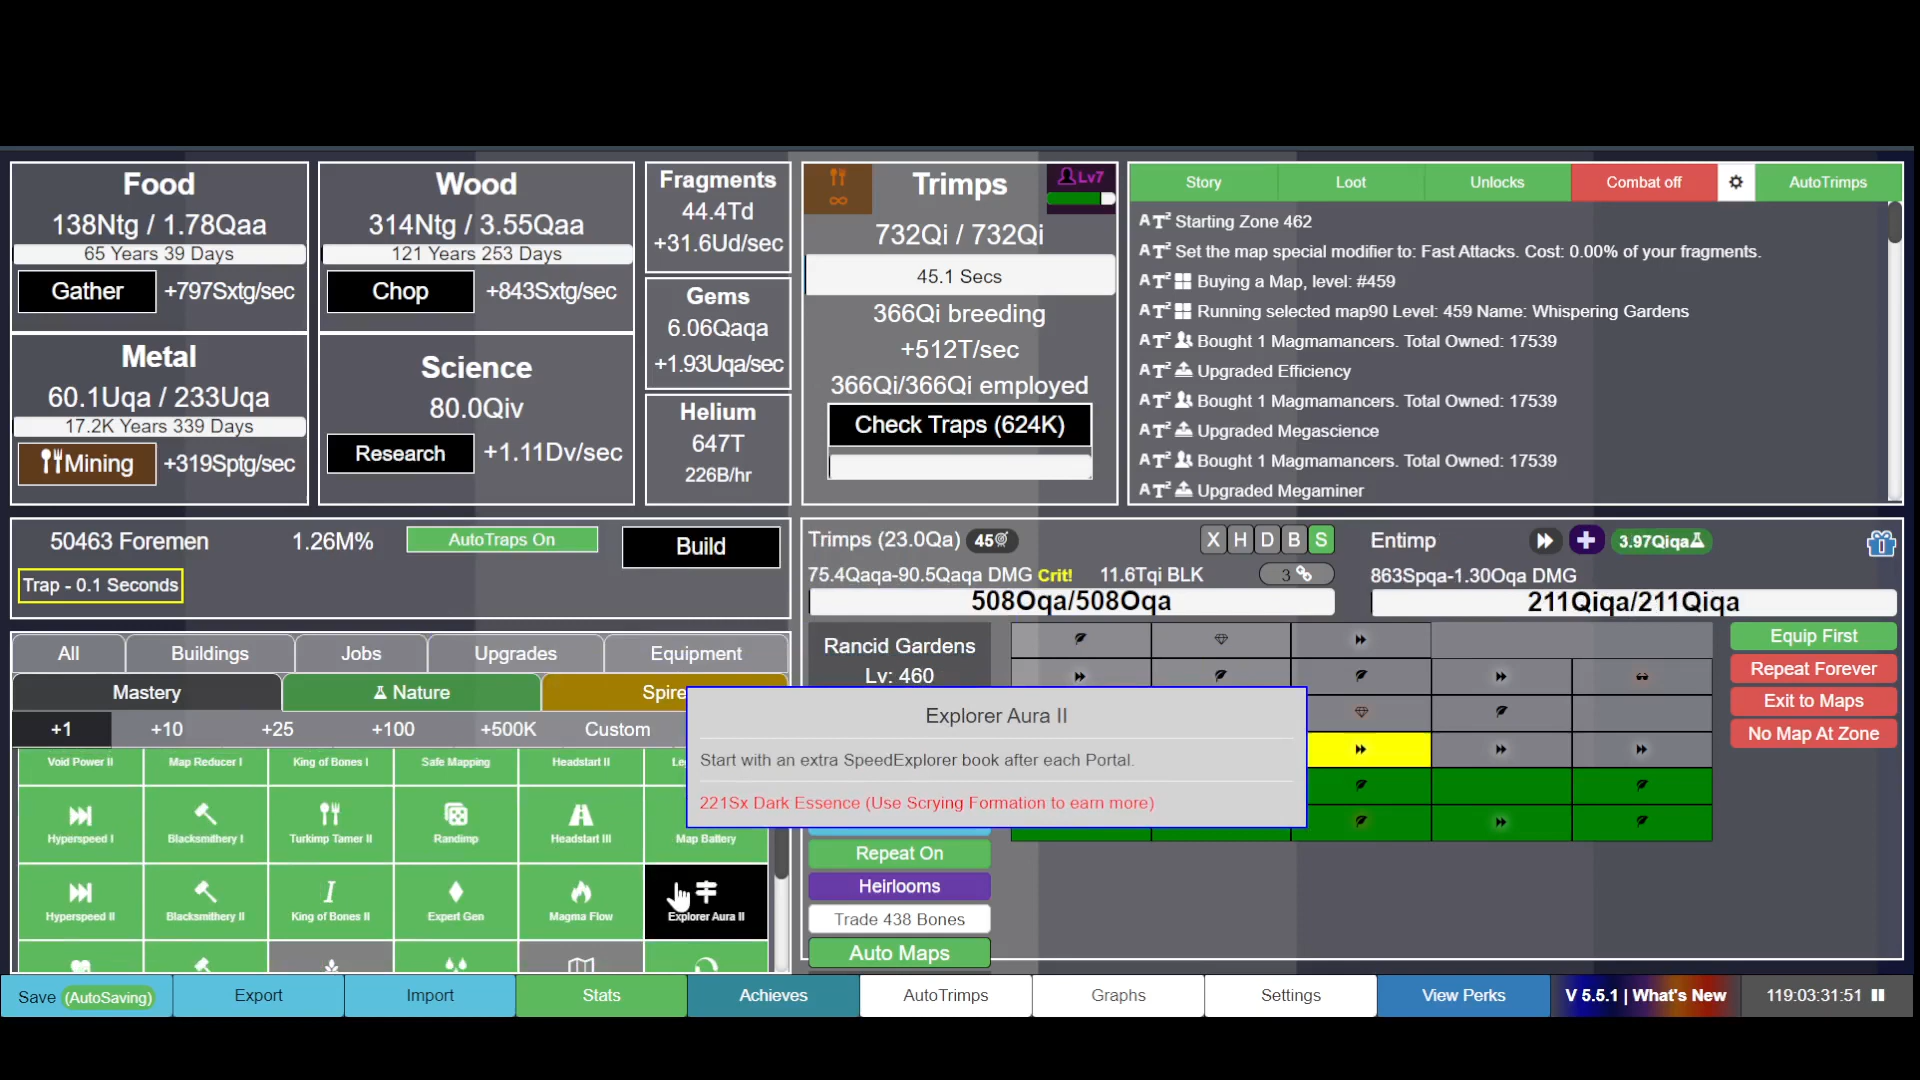 Food
138Ntg / 1.78Qaa
65 Years 39 Days
Gather
+797Sxtg/sec
Wood
314Ntg / 3.55Qaa
121 Years 253 Days
Chop
+843Sxtg/sec
Metal
60.1Uqa / 233Uqa
17.2K Years 339 Days
Mining
+319Sptg/sec
Science
80.0Qiv
Research
+1.11Dv/sec
Fragments
44.4Td
+31.6Ud/sec
Gems
6.06Qaqa
+1.93Uqa/sec
Helium
647T
226B/hr
∞
Trimps
Lv7
732Qi / 732Qi
45.1 Secs
366Qi breeding
+512T/sec
366Qi/366Qi employed
Check Traps (624K)
Story
Loot
Unlocks
Combat off
AutoTrimps
AT² Starting Zone 462
AT² Set the map special modifier to: Fast Attacks. Cost: 0.00% of your fragments.
AT² Buying a Map, level: #459
AT² Running selected map90 Level: 459 Name: Whispering Gardens
AT² Bought 1 Magmamancers. Total Owned: 17539
AT² Upgraded Efficiency
AT² Bought 1 Magmamancers. Total Owned: 17539
AT² Upgraded Megascience
AT² Bought 1 Magmamancers. Total Owned: 17539
AT² Upgraded Megaminer
50463 Foremen
1.26M%
AutoTraps On
Build
Trap - 0.1 Seconds
All
Buildings
Jobs
Upgrades
Equipment
Mastery
Nature
Spire
+1
+10
+25
+100
+500K
Custom
Void Power II
Map Reducer I
King of Bones I
Safe Mapping
Headstart II
Hyperspeed I
Blacksmithery I
Turkimp Tamer II
Randimp
Headstart III
Map Battery
Hyperspeed II
Blacksmithery II
King of Bones II
Expert Gen
Magma Flow
Explorer Aura II
Trimps (23.0Qa)
45
X
H
D
B
S
75.4Qaqa-90.5Qaqa DMG Crit!
11.6Tqi BLK
3
508Oqa/508Oqa
Entimp
3.97Qiqa
863Spqa-1.30Oqa DMG
211Qiqa/211Qiqa
Rancid Gardens
Lv: 460
Equip First
Repeat Forever
Exit to Maps
No Map At Zone
Explorer Aura II
Start with an extra SpeedExplorer book after each Portal.
221Sx Dark Essence (Use Scrying Formation to earn more)
Repeat On
Heirlooms
Trade 438 Bones
Auto Maps
Save (AutoSaving)
Export
Import
Stats
Achieves
AutoTrimps
Graphs
Settings
View Perks
V 5.5.1 | What's New
119:03:31:51